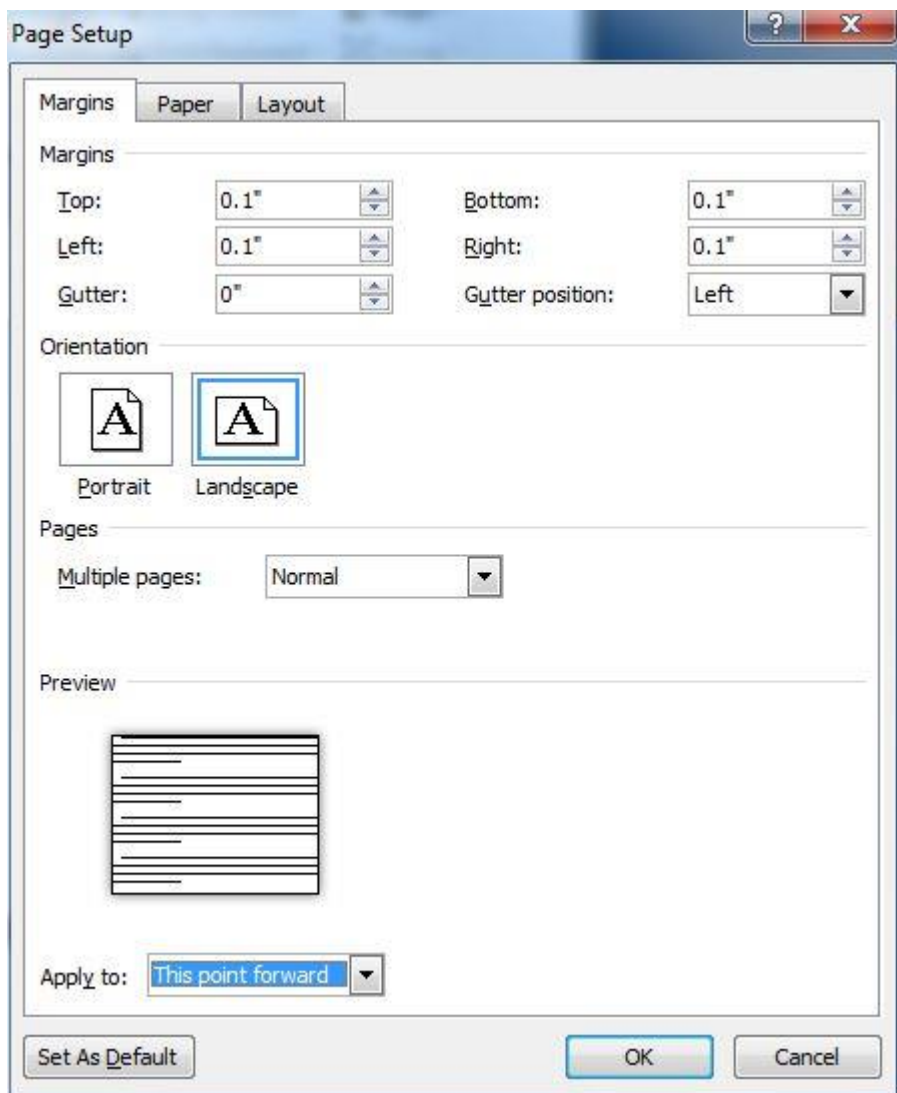 Page Setup
Margins Paper Layout
Margins
Top: 0.1" Bottom: 0.1"
Left: 0.1" Right: 0.1"
Gutter: 0" Gutter position: Left
Orientation
A A
Portrait Landscape
Pages
Multiple pages: Normal
Preview
Apply to: This point forward
Set As Default OK Cancel